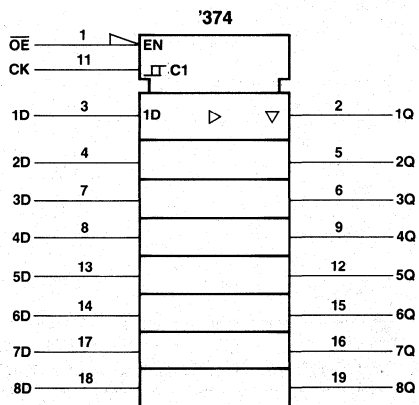 '374
OE 1 EN
CK 11 C1
1D 3 1D 2 1Q
2D 4 5 2Q
3D 7 6 3Q
4D 8 9 4Q
5D 13 12 5Q
6D 14 15 6Q
7D 17 16 7Q
8D 18 19 8Q